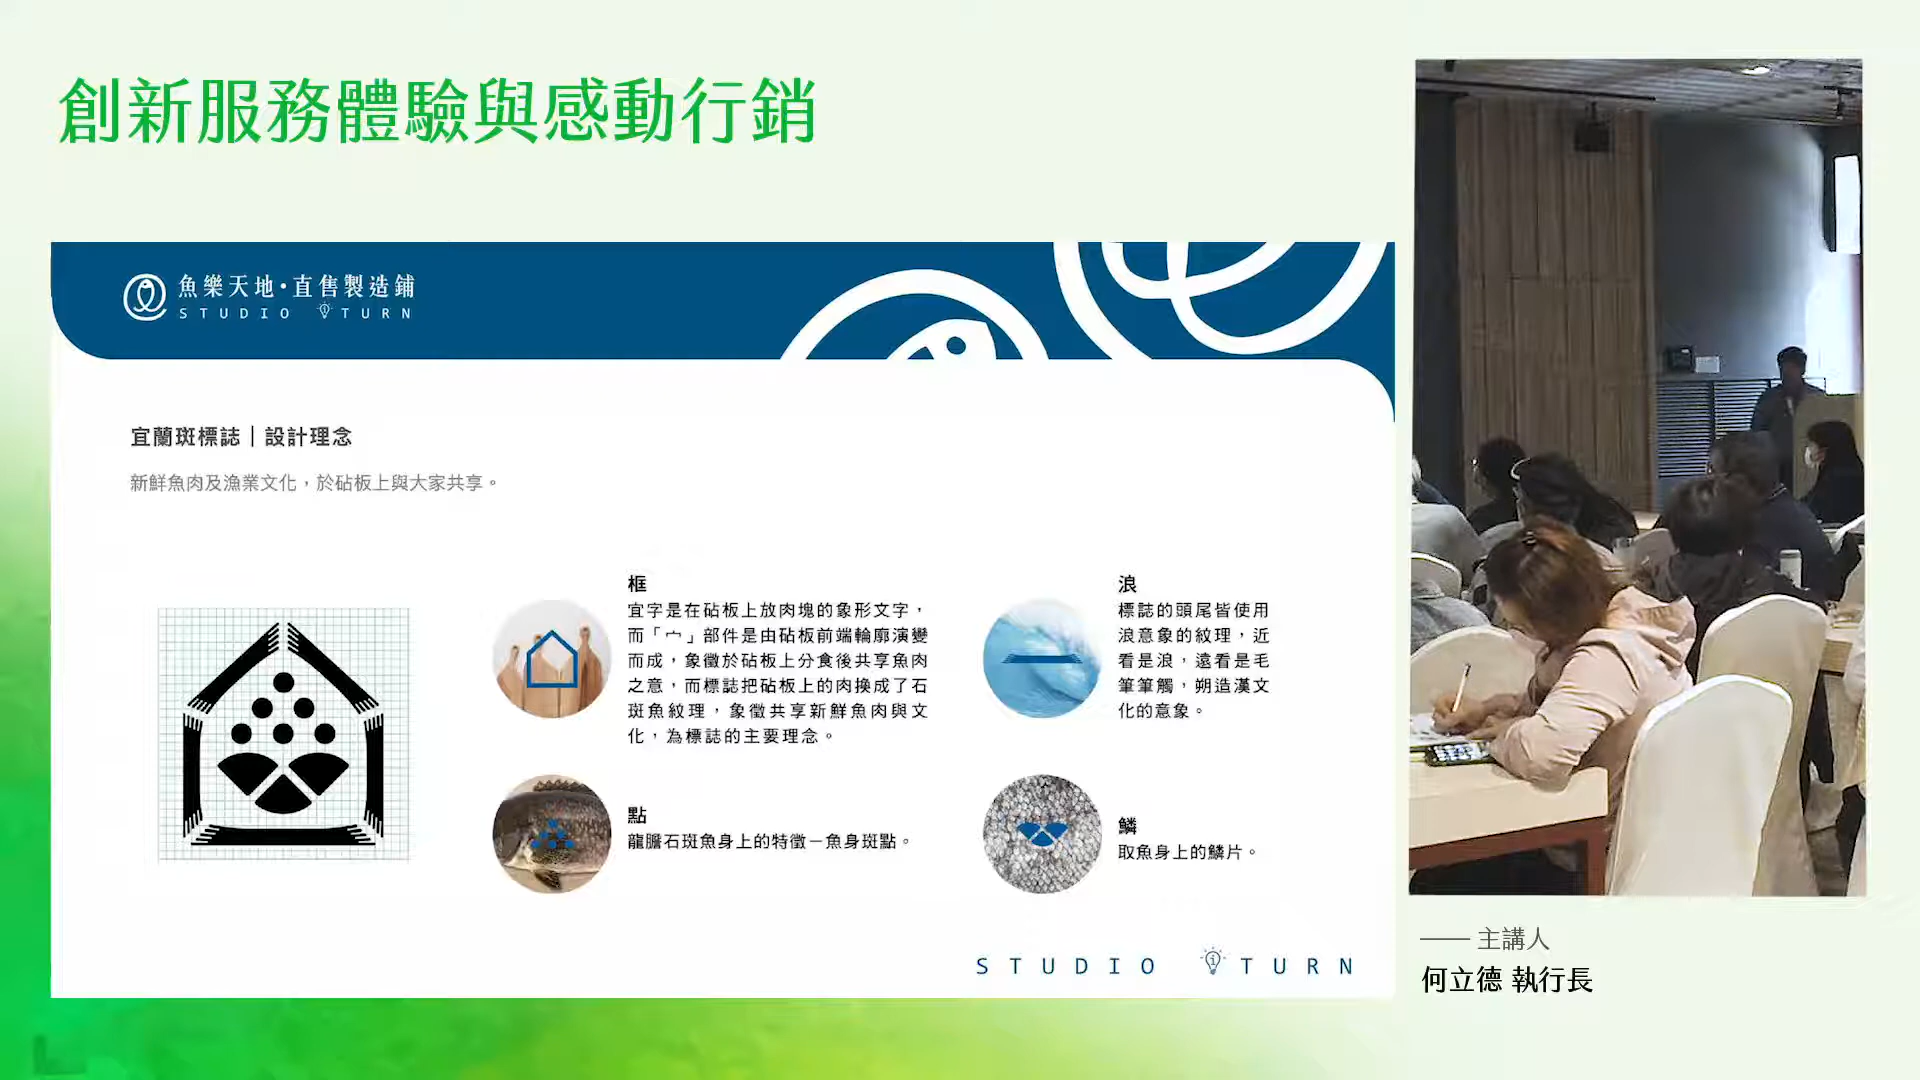 創新服務體驗與感動行銷
魚樂天地•直售製造鋪
STUDIO iTURN
宜蘭斑標誌｜設計理念
新鮮魚肉及漁業文化，於砧板上與大家共享。
框
宜字是在砧板上放肉塊的象形文字，
而「宀」部件是由砧板前端輪廓演變
而成，象徵於砧板上分食後共享魚肉
之意，而標誌把砧板上的肉換成了石
斑魚紋理，象徵共享新鮮魚肉與文
化，為標誌的主要理念。
點
龍膽石斑魚身上的特徵－魚身斑點。
浪
標誌的頭尾皆使用
浪意象的紋理，近
看是浪，遠看是毛
筆筆觸，朔造漢文
化的意象。
鱗
取魚身上的鱗片。
STUDIO iTURN
主講人
何立德 執行長